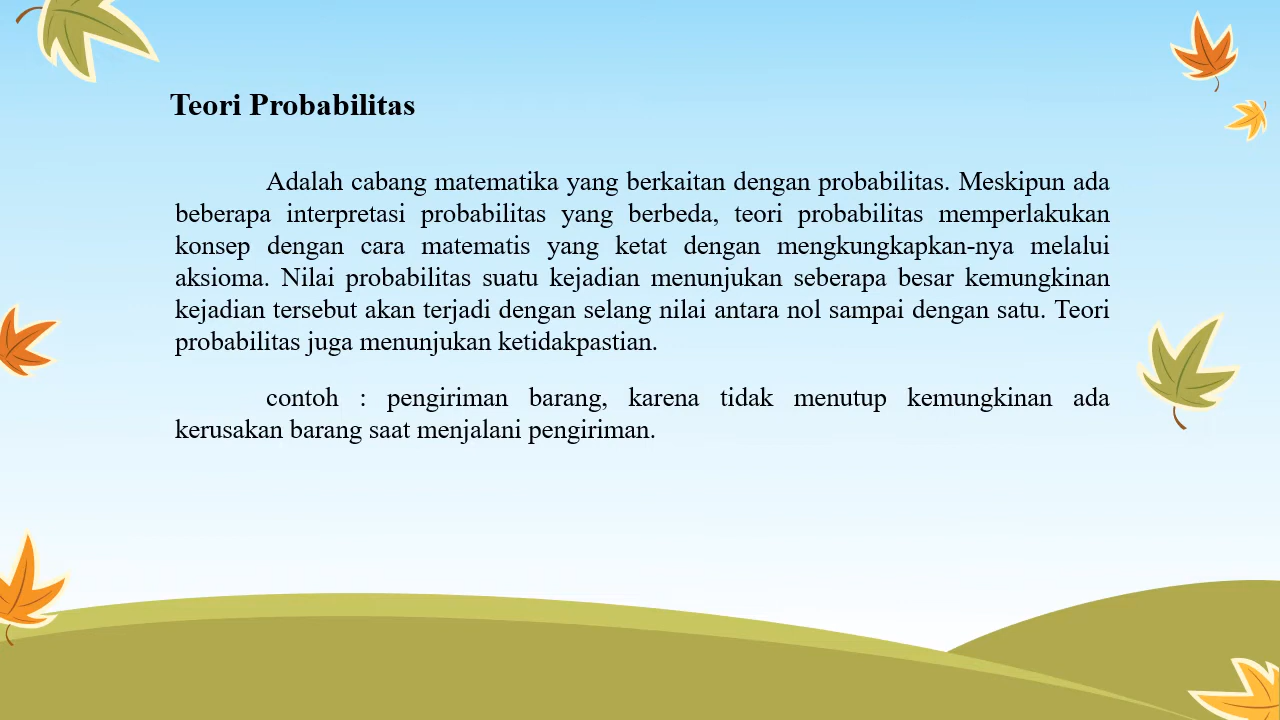 Teori Probabilitas
Adalah cabang matematika yang berkaitan dengan probabilitas. Meskipun ada
beberapa interpretasi probabilitas yang berbeda, teori probabilitas memperlakukan
konsep dengan cara matematis yang ketat dengan mengkungkapkan-nya melalui
aksioma. Nilai probabilitas suatu kejadian menunjukan seberapa besar kemungkinan
kejadian tersebut akan terjadi dengan selang nilai antara nol sampai dengan satu. Teori
probabilitas juga menunjukan ketidakpastian.
contoh : pengiriman barang, karena tidak menutup kemungkinan ada
kerusakan barang saat menjalani pengiriman.